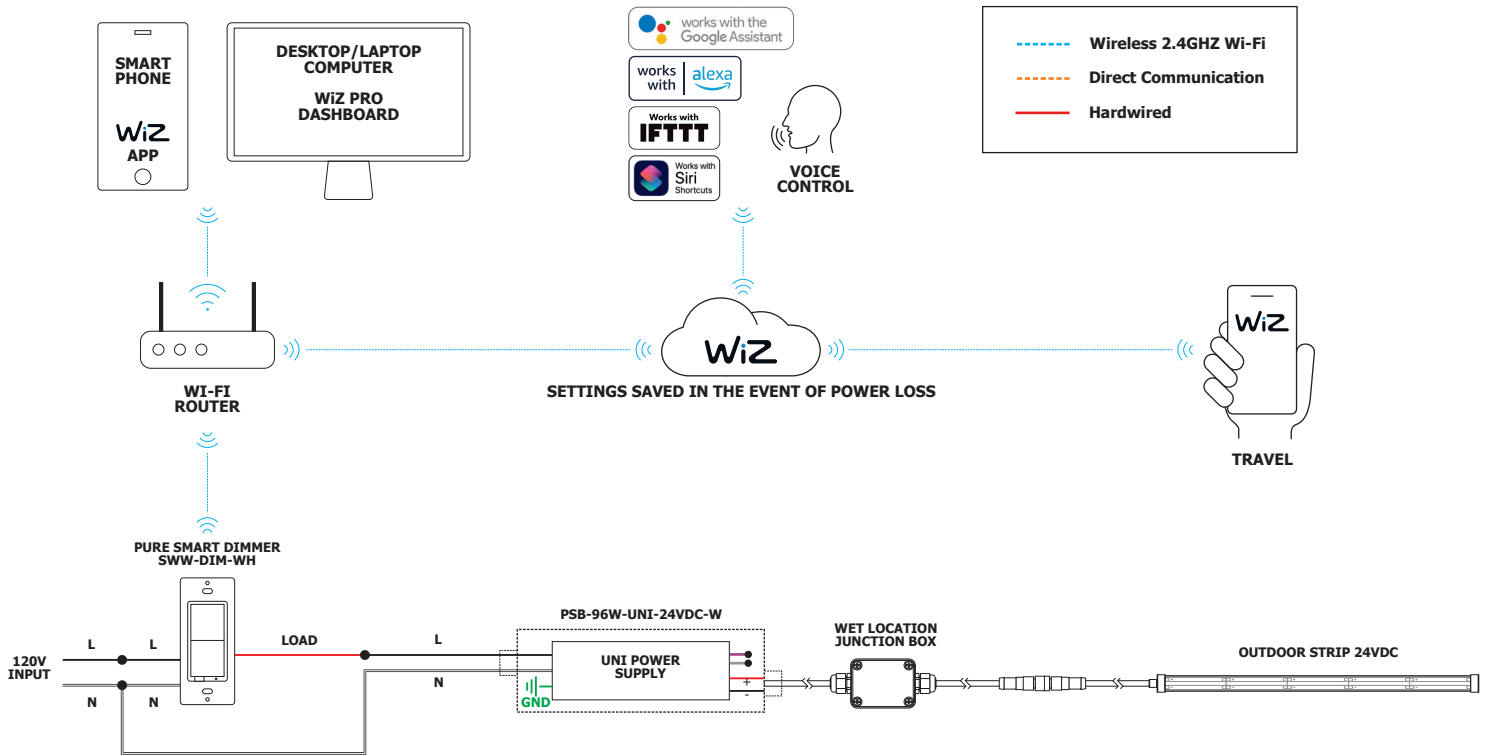 SMART
PHONE
WiZ
APP
DESKTOP/LAPTOP
COMPUTER
WiZ PRO
DASHBOARD
works with the
Google Assistant
works
with
alexa
Works with
IFTTT
Works with
Siri
Shortcuts
VOICE
CONTROL
Wireless 2.4GHZ Wi-Fi
Direct Communication
Hardwired
WI-FI
ROUTER
WiZ
SETTINGS SAVED IN THE EVENT OF POWER LOSS
WiZ
TRAVEL
PURE SMART DIMMER
SWW-DIM-WH
120V
INPUT
L
L
N
N
LOAD
L
N
PSB-96W-UNI-24VDC-W
UNI POWER
SUPPLY
GND
+
-
WET LOCATION
JUNCTION BOX
OUTDOOR STRIP 24VDC